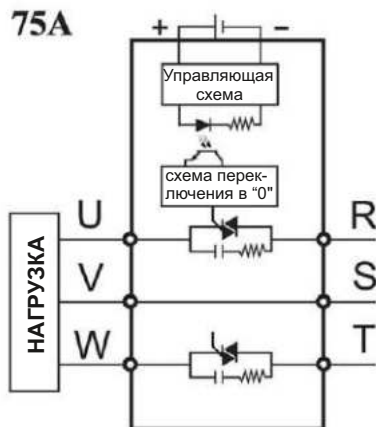 75A
+ −
Управляющая
схема
схема перек-
лючения в “0"
НАГРУЗКА
U R
V S
W T